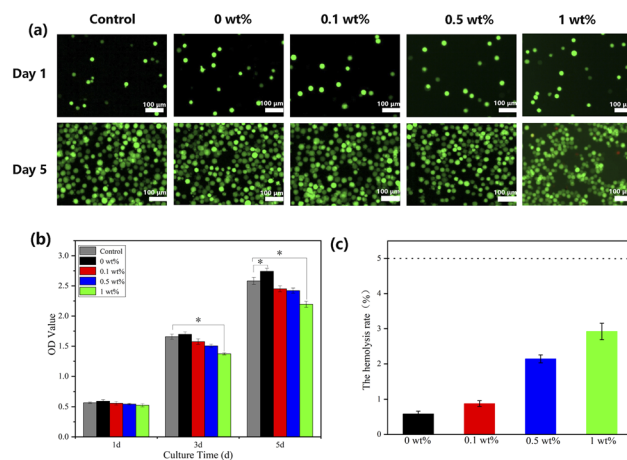 (a)
Control 0 wt% 0.1 wt% 0.5 wt% 1 wt%
Day 1
100 μm 100 μm 100 μm 100 μm 100 μm
Day 5
100 μm 100 μm 100 μm 100 μm 100 μm
(b)
OD Value
3.0
2.5
2.0
1.5
1.0
0.5
0.0
Control
0 wt%
0.1 wt%
0.5 wt%
1 wt%
*
* *
1d 3d 5d
Culture Time (d)
(c)
The hemolysis rate (%)
6
5
4
3
2
1
0
0 wt% 0.1 wt% 0.5 wt% 1 wt%